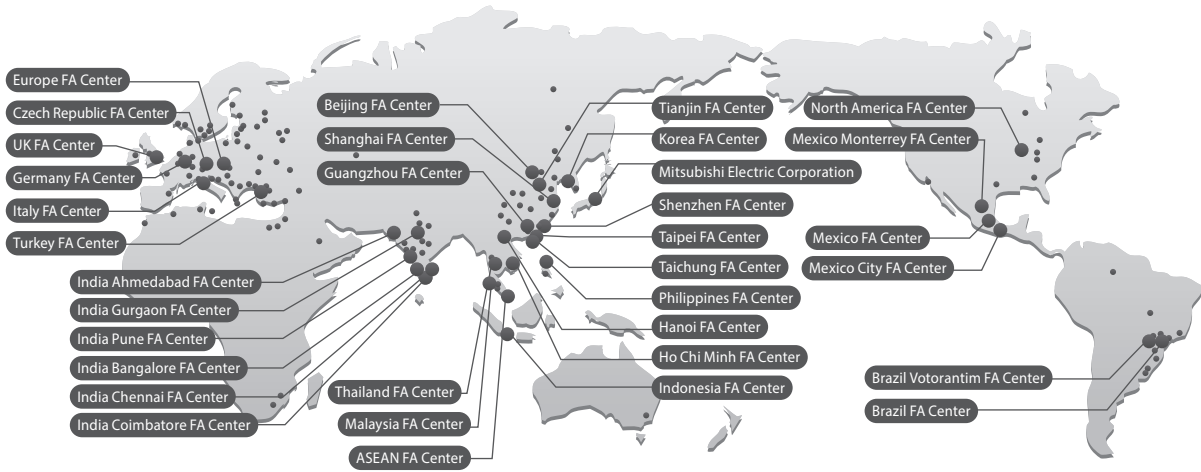 Europe FA Center
Czech Republic FA Center
UK FA Center
Germany FA Center
Italy FA Center
Turkey FA Center
India Ahmedabad FA Center
India Gurgaon FA Center
India Pune FA Center
India Bangalore FA Center
India Chennai FA Center
India Coimbatore FA Center
Beijing FA Center
Shanghai FA Center
Guangzhou FA Center
Thailand FA Center
Malaysia FA Center
ASEAN FA Center
Tianjin FA Center
Korea FA Center
Mitsubishi Electric Corporation
Shenzhen FA Center
Taipei FA Center
Taichung FA Center
Philippines FA Center
Hanoi FA Center
Ho Chi Minh FA Center
Indonesia FA Center
North America FA Center
Mexico Monterrey FA Center
Mexico FA Center
Mexico City FA Center
Brazil Votorantim FA Center
Brazil FA Center